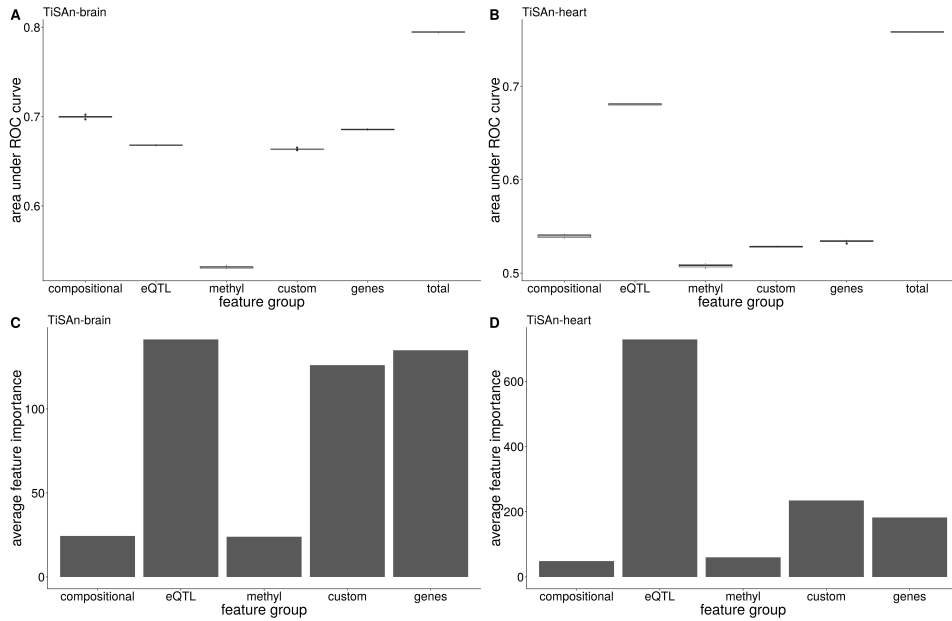 A
TiSAn-brain
area under ROC curve
0.8
0.7
0.6
compositional eQTL methyl custom genes total
feature group
B
TiSAn-heart
area under ROC curve
0.7
0.6
0.5
compositional eQTL methyl custom genes total
feature group
C
TiSAn-brain
average feature importance
100
50
0
compositional eQTL methyl custom genes
feature group
D
TiSAn-heart
average feature importance
600
400
200
0
compositional eQTL methyl custom genes
feature group